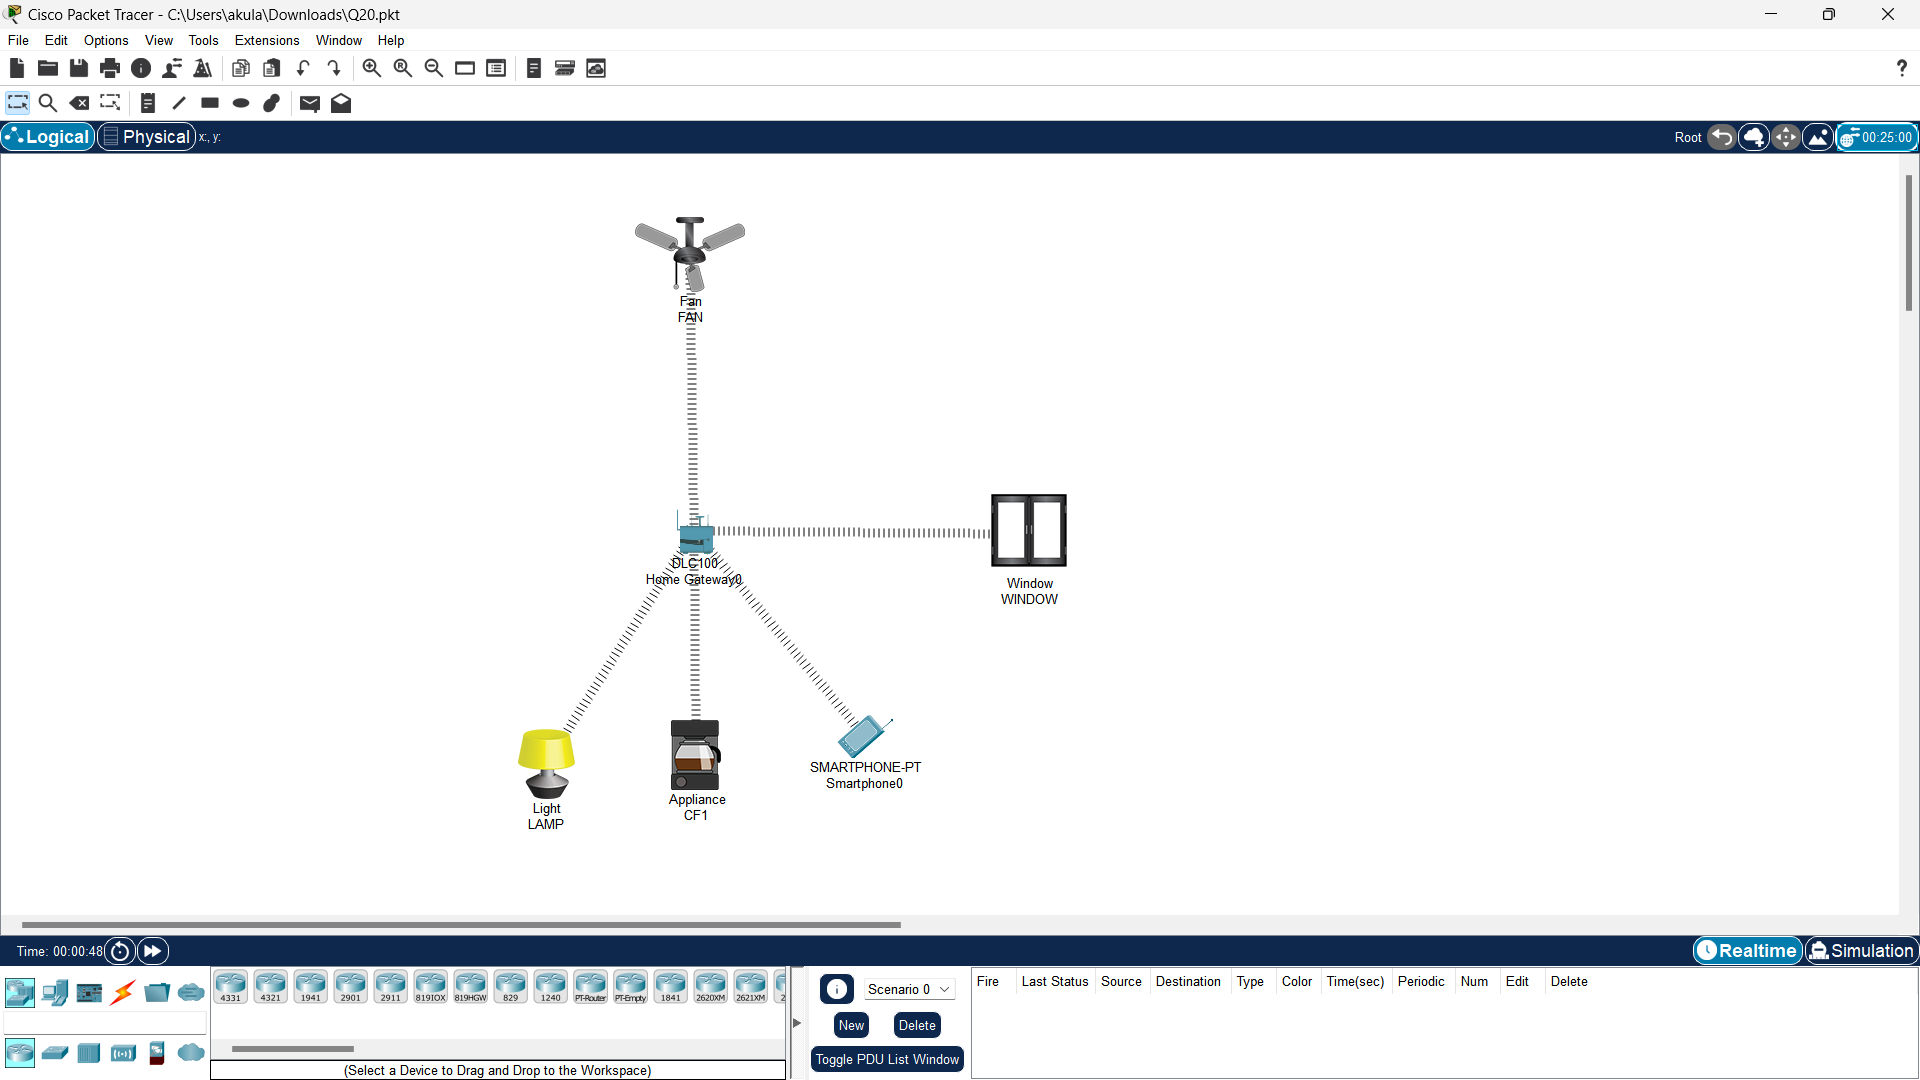 Cisco Packet Tracer - C:\Users\akula\Downloads\Q20.pkt
File Edit Options View Tools Extensions Window Help
Logical Physical x:, y: Root 00:25:00
Fan
FAN
DLC100
Home Gateway0
Window
WINDOW
SMARTPHONE-PT
Smartphone0
Appliance
CF1
Light
LAMP
Time: 00:00:48 Realtime Simulation
4331 4321 1941 2901 2911 819IOX 819HGW 829 1240 PT-Router PT-Empty 1841 2620XM 2621XM 2
(Select a Device to Drag and Drop to the Workspace)
Scenario 0
New Delete
Toggle PDU List Window
Fire Last Status Source Destination Type Color Time(sec) Periodic Num Edit Delete